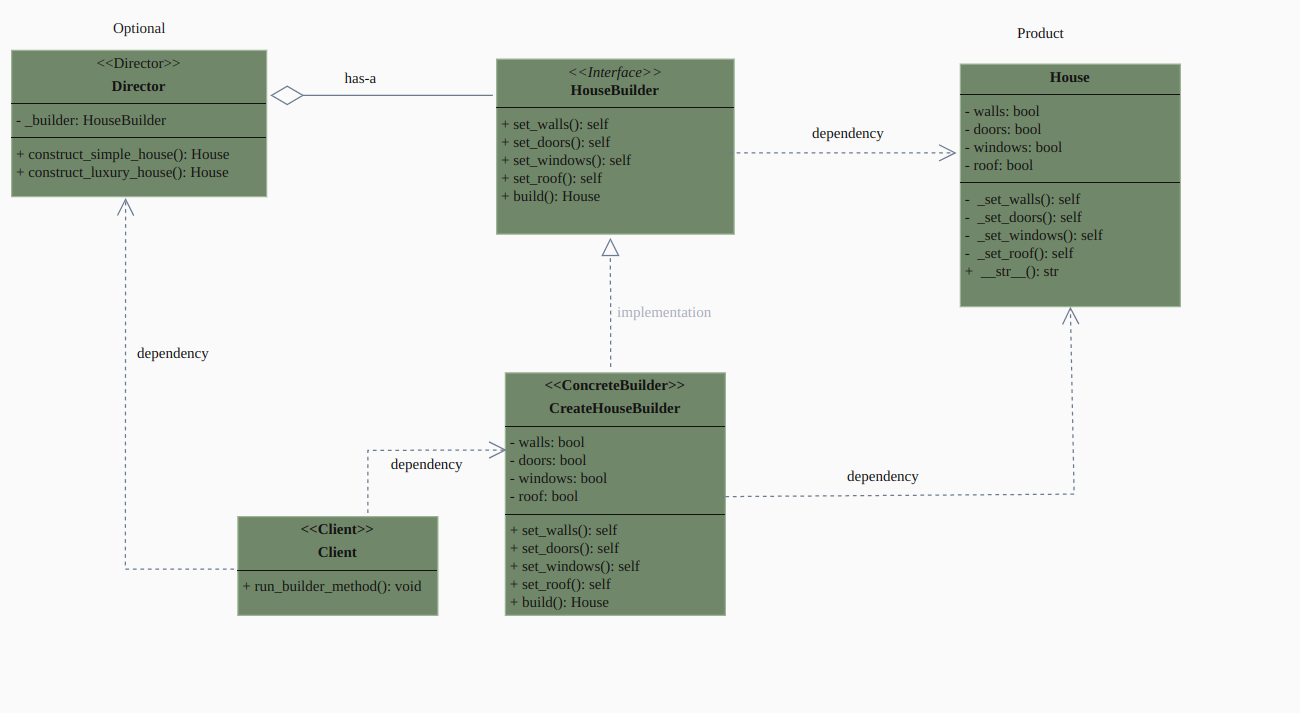 Optional
<<Director>>
Director
- _builder: HouseBuilder
+ construct_simple_house(): House
+ construct_luxury_house(): House
has-a
<<Interface>>
HouseBuilder
+ set_walls(): self
+ set_doors(): self
+ set_windows(): self
+ set_roof(): self
+ build(): House
dependency
Product
House
- walls: bool
- doors: bool
- windows: bool
- roof: bool
- _set_walls(): self
- _set_doors(): self
- _set_windows(): self
- _set_roof(): self
+ __str__(): str
implementation
dependency
<<ConcreteBuilder>>
CreateHouseBuilder
- walls: bool
- doors: bool
- windows: bool
- roof: bool
+ set_walls(): self
+ set_doors(): self
+ set_windows(): self
+ set_roof(): self
+ build(): House
dependency
dependency
<<Client>>
Client
+ run_builder_method(): void